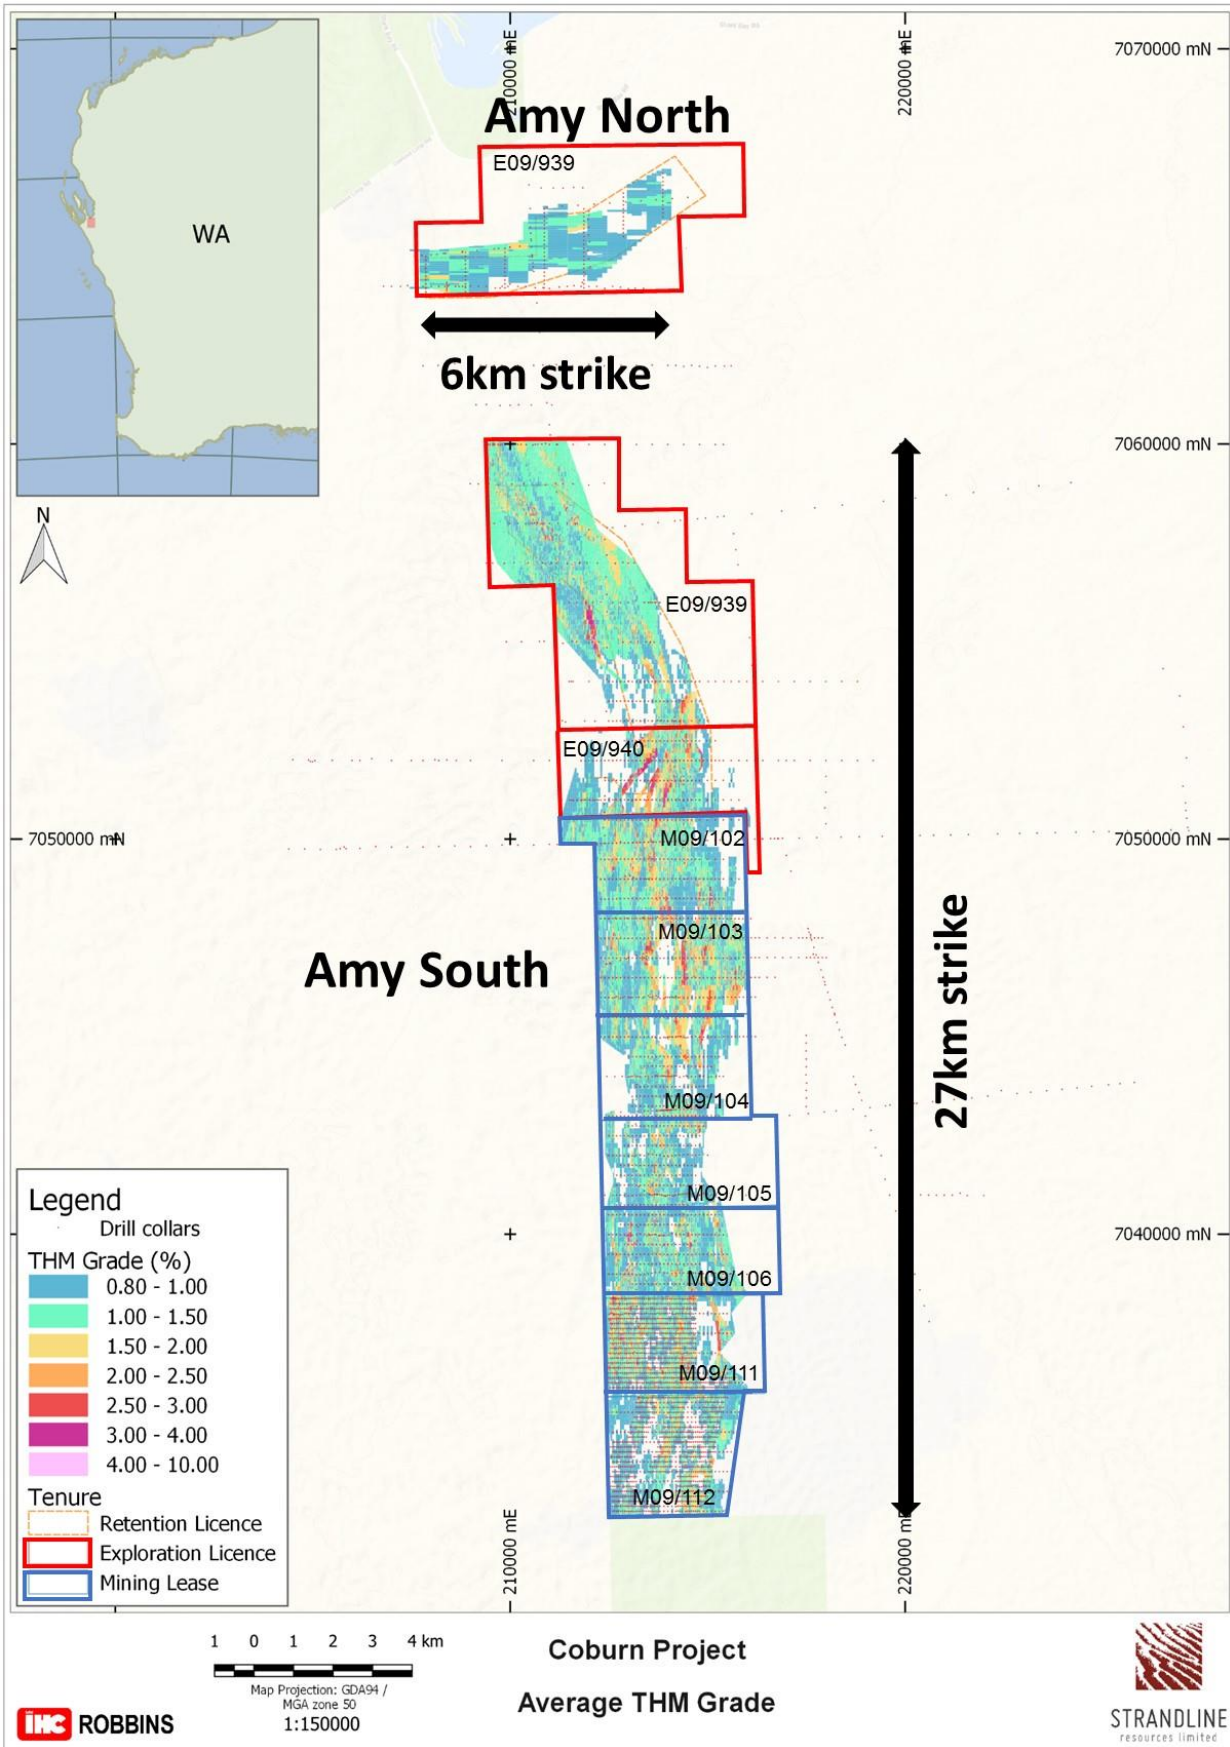 210000 mE
220000 mE
7070000 mN
Amy North
E09/939
WA
6km strike
7060000 mN
N
E09/939
E09/940
7050000 mN
M09/102
M09/103
Amy South
27km strike
M09/104
M09/105
7040000 mN
M09/106
M09/111
M09/112
210000 mE
220000 mE
Legend
Drill collars
THM Grade (%)
0.80 - 1.00
1.00 - 1.50
1.50 - 2.00
2.00 - 2.50
2.50 - 3.00
3.00 - 4.00
4.00 - 10.00
Tenure
Retention Licence
Exploration Licence
Mining Lease
1 0 1 2 3 4 km
Map Projection: GDA94 /
MGA zone 50
1:150000
IHC ROBBINS
Coburn Project
Average THM Grade
STRANDLINE
resources limited